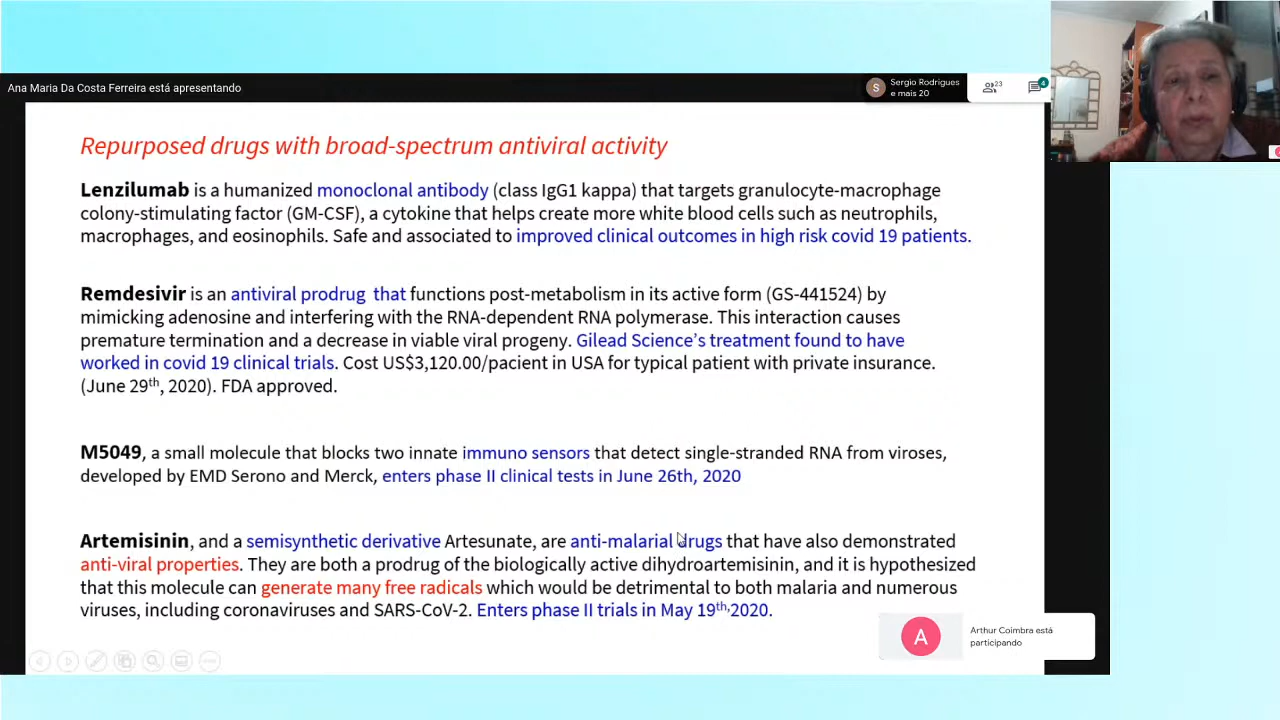 Ana Maria Da Costa Ferreira está apresentando
S
Sergio Rodrigues
e mais 20
23
4
Repurposed drugs with broad-spectrum antiviral activity
Lenzilumab is a humanized monoclonal antibody (class IgG1 kappa) that targets granulocyte-macrophage
colony-stimulating factor (GM-CSF), a cytokine that helps create more white blood cells such as neutrophils,
macrophages, and eosinophils. Safe and associated to improved clinical outcomes in high risk covid 19 patients.
Remdesivir is an antiviral prodrug that functions post-metabolism in its active form (GS-441524) by
mimicking adenosine and interfering with the RNA-dependent RNA polymerase. This interaction causes
premature termination and a decrease in viable viral progeny. Gilead Science’s treatment found to have
worked in covid 19 clinical trials. Cost US$3,120.00/pacient in USA for typical patient with private insurance.
(June 29th, 2020). FDA approved.
M5049, a small molecule that blocks two innate immuno sensors that detect single-stranded RNA from viroses,
developed by EMD Serono and Merck, enters phase II clinical tests in June 26th, 2020
Artemisinin, and a semisynthetic derivative Artesunate, are anti-malarial drugs that have also demonstrated
anti-viral properties. They are both a prodrug of the biologically active dihydroartemisinin, and it is hypothesized
that this molecule can generate many free radicals which would be detrimental to both malaria and numerous
viruses, including coronaviruses and SARS-CoV-2. Enters phase II trials in May 19th,2020.
A
Arthur Coimbra está
participando